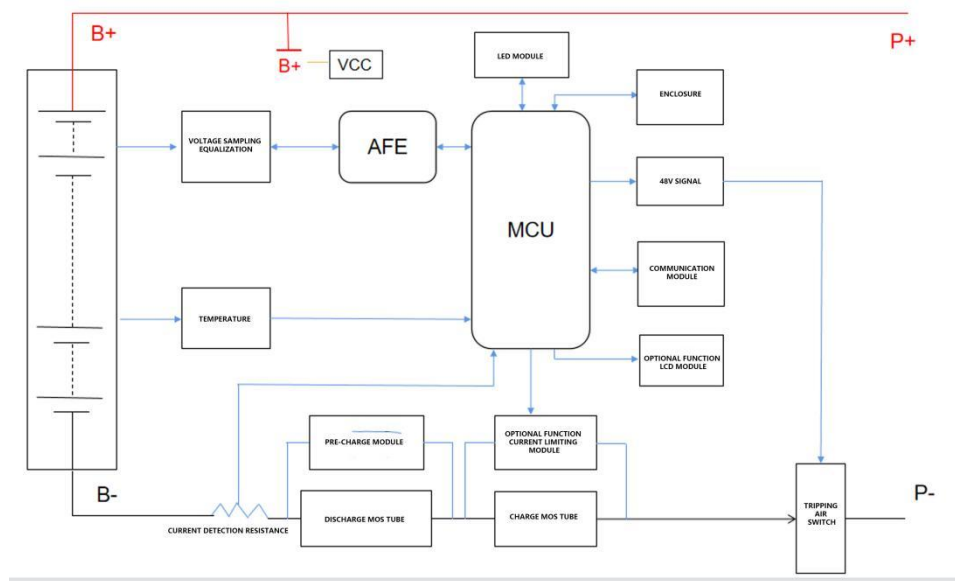 B+
P+
B+
VCC
LED MODULE
ENCLOSURE
VOLTAGE SAMPLING
EQUALIZATION
AFE
MCU
48V SIGNAL
COMMUNICATION
MODULE
TEMPERATURE
OPTIONAL FUNCTION
LCD MODULE
PRE-CHARGE MODULE
OPTIONAL FUNCTION
CURRENT LIMITING
MODULE
B-
CURRENT DETECTION RESISTANCE
DISCHARGE MOS TUBE
CHARGE MOS TUBE
TRIPPING
AIR
SWITCH
P-